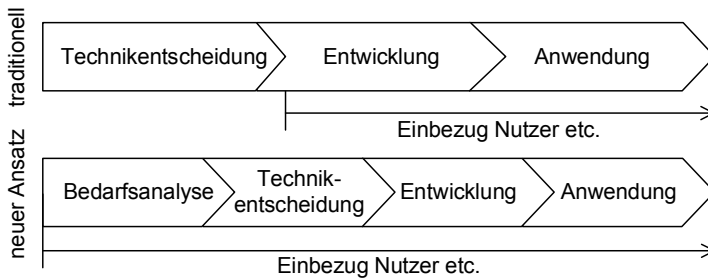 traditionell
Technikentscheidung
Entwicklung
Anwendung
Einbezug Nutzer etc.
neuer Ansatz
Bedarfsanalyse
Technik-
entscheidung
Entwicklung
Anwendung
Einbezug Nutzer etc.